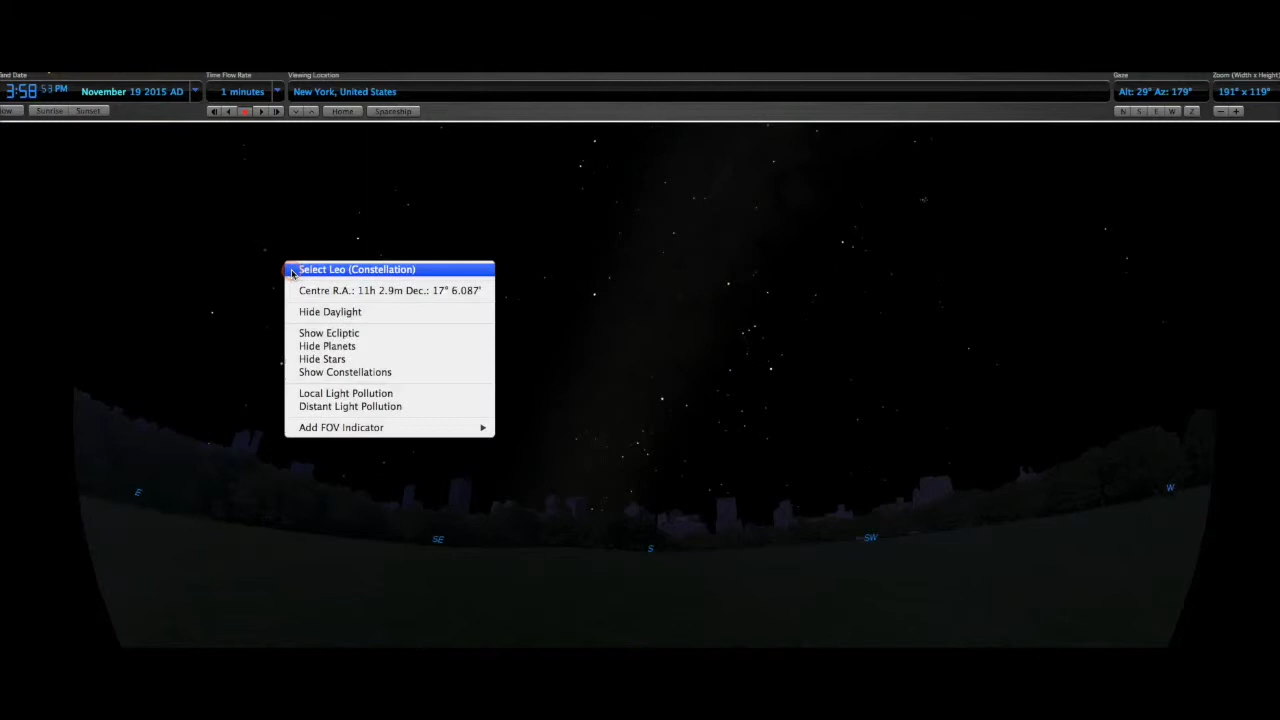 and Date
Time Flow Rate
Viewing Location
Gaze
Zoom (Width x Height)
3:58 53 PM
November 19 2015 AD
1 minutes
New York, United States
Alt: 29° Az: 179°
191° x 119°
Sunrise
Sunset
Home
Spaceship
N
S
E
W
Z
Select Leo (Constellation)
Centre R.A.: 11h 2.9m Dec.: 17° 6.087'
Hide Daylight
Show Ecliptic
Hide Planets
Hide Stars
Show Constellations
Local Light Pollution
Distant Light Pollution
Add FOV Indicator
E
SE
S
SW
W